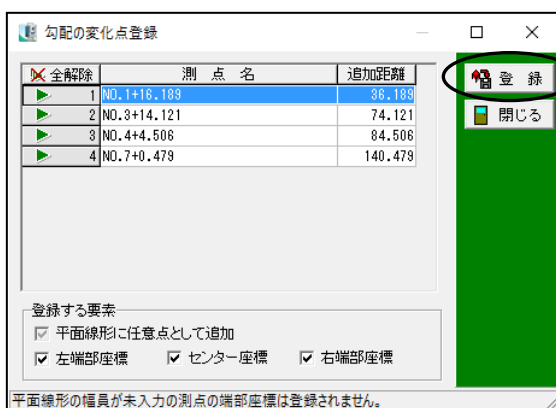 勾配の変化点登録
全解除 測 点 名 追加距離
1 NO.1+16.189 36.189
2 NO.3+14.121 74.121
3 NO.4+4.506 84.506
4 NO.7+0.479 140.479
登 録
閉じる
登録する要素
平面線形に任意点として追加
左端部座標 センター座標 右端部座標
平面線形の幅員が未入力の測点の端部座標は登録されません。